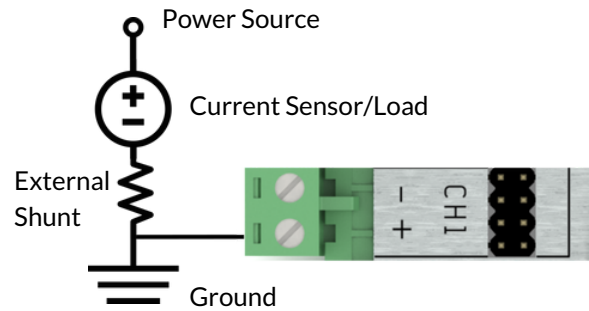 Power Source
+
−
Current Sensor/Load
External
Shunt
−
+
CH1
Ground